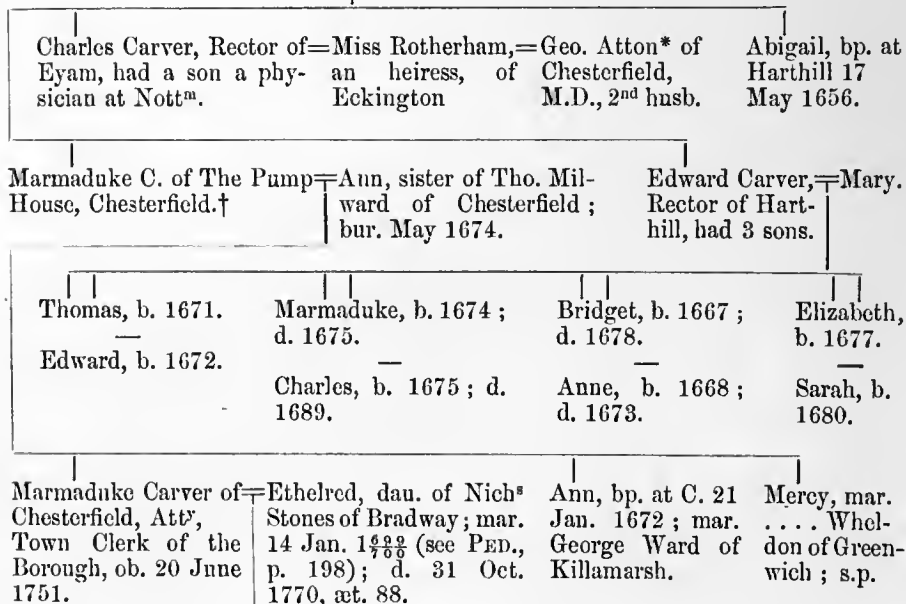 Charles Carver, Rector of
Eyam, had a son a phy-
sician at Nottᵐ.
=
Miss Rotherham,
an heiress, of
Eckington
=
Geo. Atton* of
Chesterfield,
M.D., 2ⁿᵈ husb.
Abigail, bp. at
Harthill 17
May 1656.
Marmaduke C. of The Pump
House, Chesterfield.†
=
Ann, sister of Tho. Mil-
ward of Chesterfield;
bur. May 1674.
Edward Carver,
Rector of Hart-
hill, had 3 sons.
=
Mary.
Thomas, b. 1671.
—
Edward, b. 1672.
Marmaduke, b. 1674;
d. 1675.
—
Charles, b. 1675; d.
1689.
Bridget, b. 1667;
d. 1678.
—
Anne, b. 1668;
d. 1673.
Elizabeth,
b. 1677.
—
Sarah, b.
1680.
Marmaduke Carver of
Chesterfield, Attʸ,
Town Clerk of the
Borough, ob. 20 June
1751.
=
Ethelred, dau. of Nichˢ
Stones of Bradway; mar.
14 Jan. 1699/700 (see PED.,
p. 198); d. 31 Oct.
1770, æt. 88.
Ann, bp. at C. 21
Jan. 1672; mar.
George Ward of
Killamarsh.
Mercy, mar.
. . . . Whel-
don of Green-
wich; s.p.